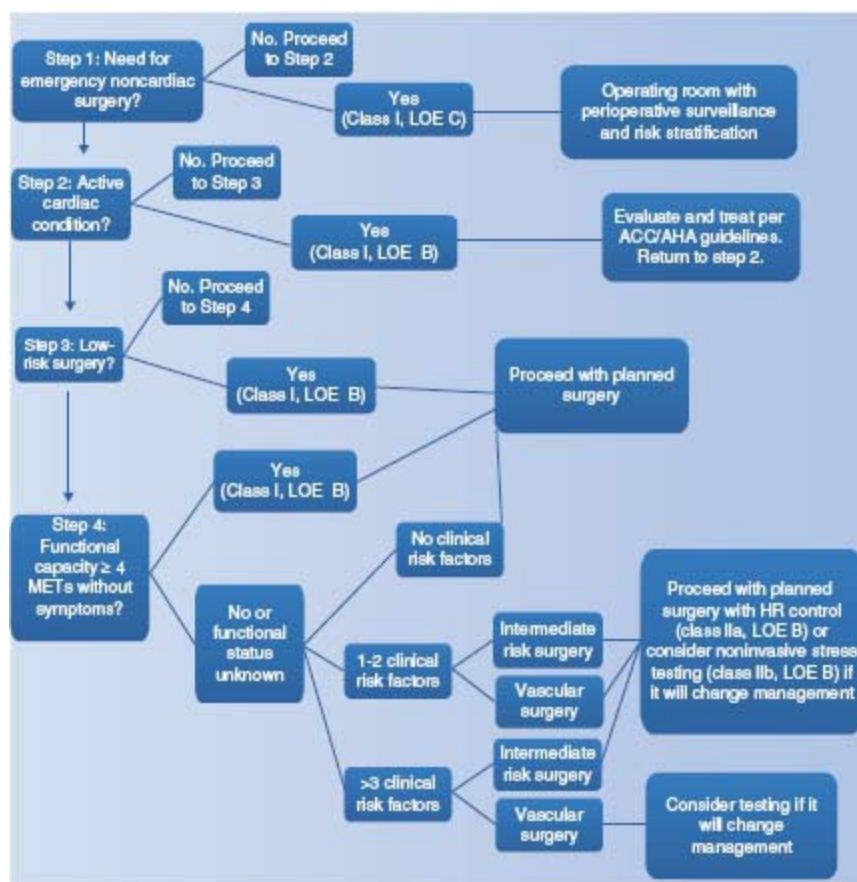 Step 1: Need for
emergency noncardiac
surgery?
No. Proceed
to Step 2
Yes
(Class I, LOE C)
Operating room with
perioperative surveillance
and risk stratification
Step 2: Active
cardiac
condition?
No. Proceed
to Step 3
Yes
(Class I, LOE B)
Evaluate and treat per
ACC/AHA guidelines.
Return to step 2.
Step 3: Low-
risk surgery?
No. Proceed
to Step 4
Yes
(Class I, LOE B)
Proceed with planned
surgery
Step 4:
Functional
capacity ≥ 4
METs without
symptoms?
Yes
(Class I, LOE B)
No or
functional
status
unknown
No clinical
risk factors
1-2 clinical
risk factors
Intermediate
risk surgery
Vascular
surgery
Proceed with planned
surgery with HR control
(class IIa, LOE B) or
consider noninvasive stress
testing (class IIb, LOE B) if
it will change management
>3 clinical
risk factors
Intermediate
risk surgery
Vascular
surgery
Consider testing if it
will change
management